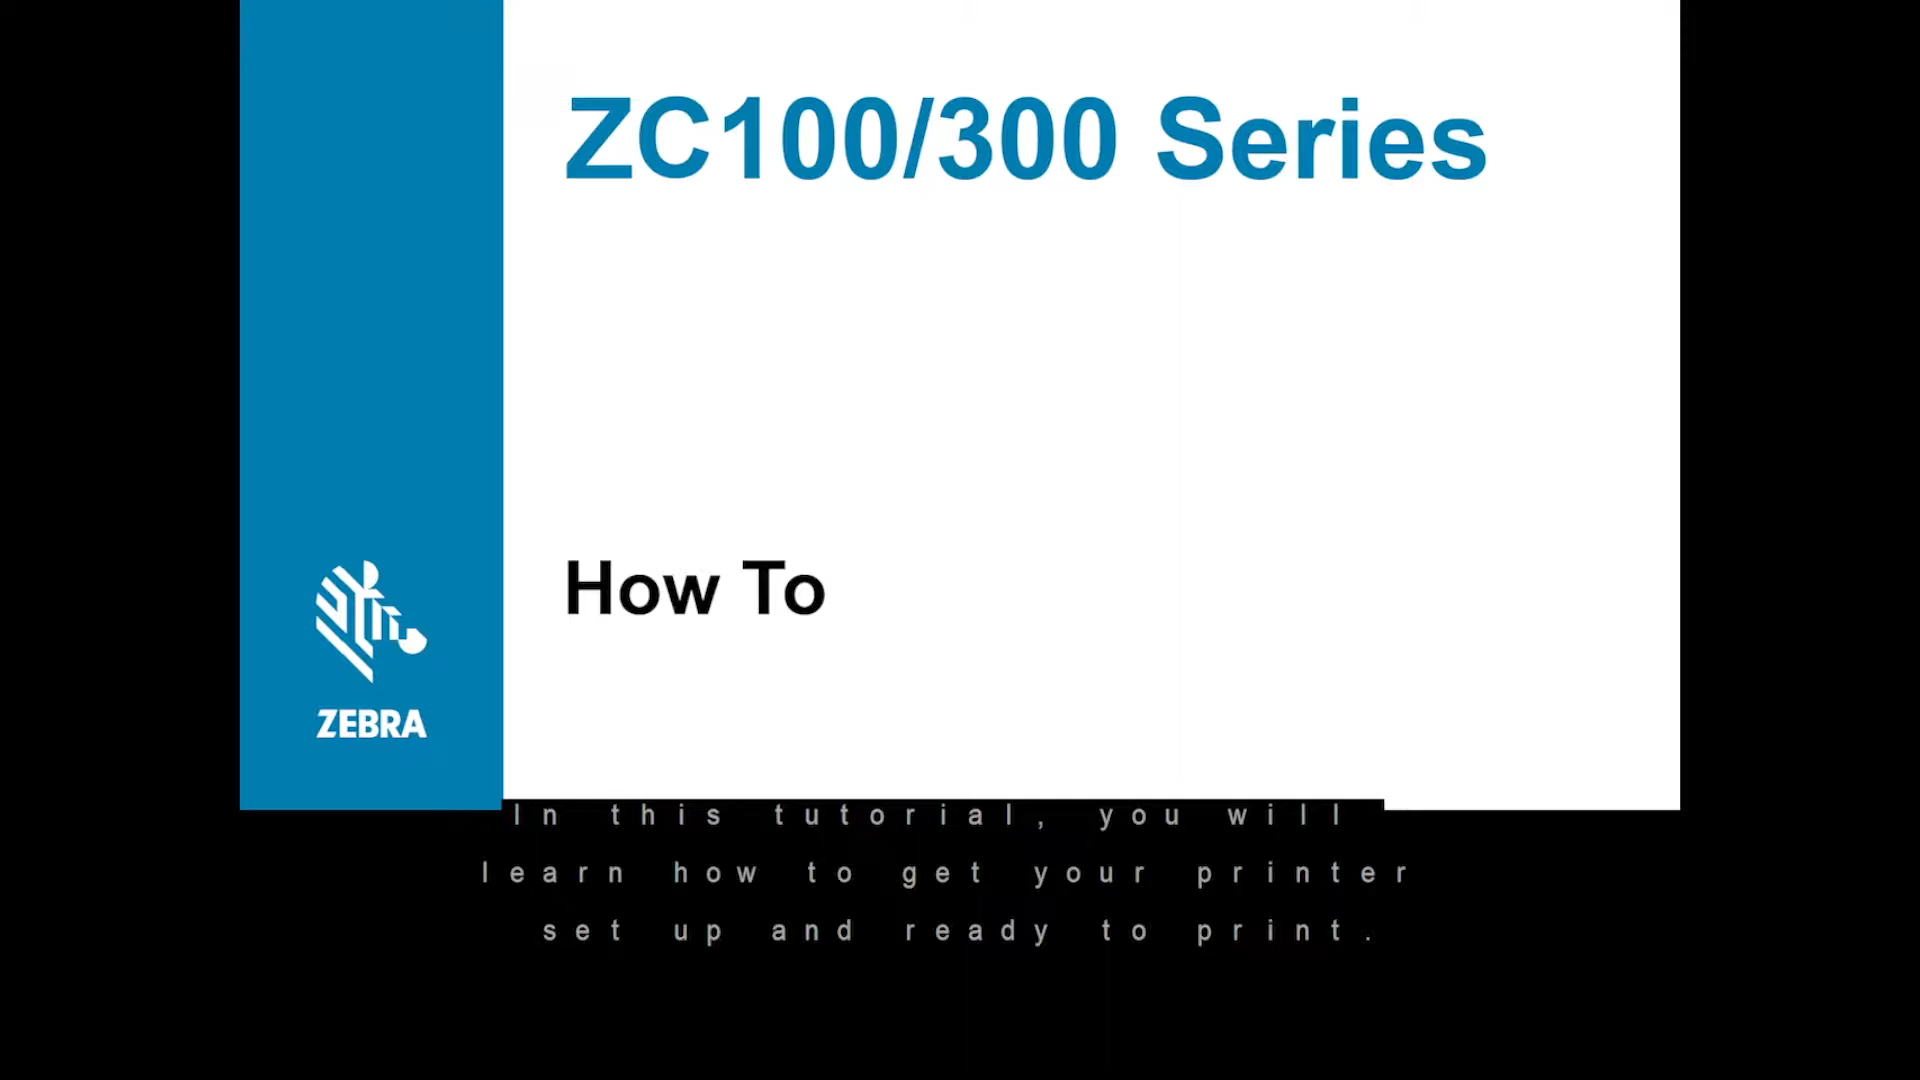 ZC100/300 Series
How To
ZEBRA
In this tutorial, you will
learn how to get your printer
set up and ready to print.